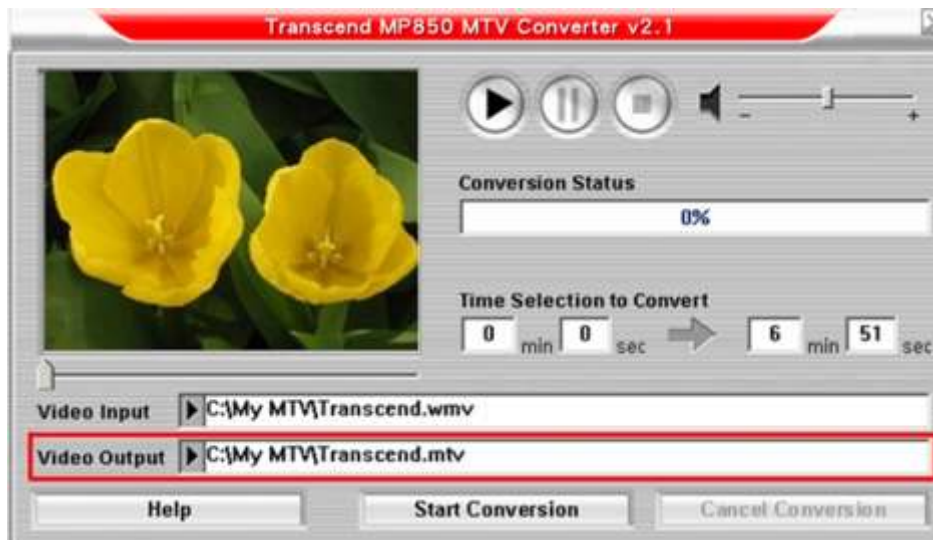 Transcend MP850 MTV Converter v2.1
- +
Conversion Status
0%
Time Selection to Convert
0 min 0 sec 6 min 51 sec
Video Input C:\My MTV\Transcend.wmv
Video Output C:\My MTV\Transcend.mtv
Help Start Conversion Cancel Conversion